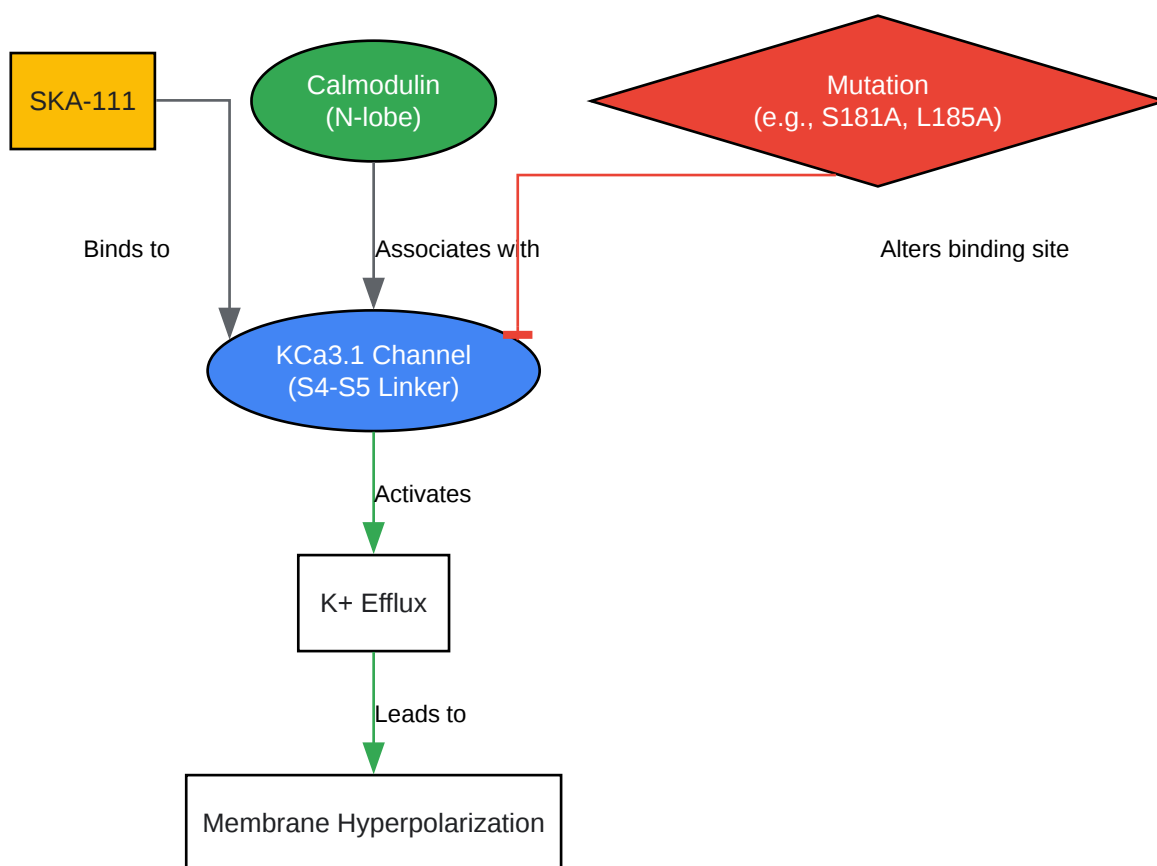 SKA-111
Calmodulin
(N-lobe)
Mutation
(e.g., S181A, L185A)
Binds to
Associates with
Alters binding site
KCa3.1 Channel
(S4-S5 Linker)
Activates
K+ Efflux
Leads to
Membrane Hyperpolarization